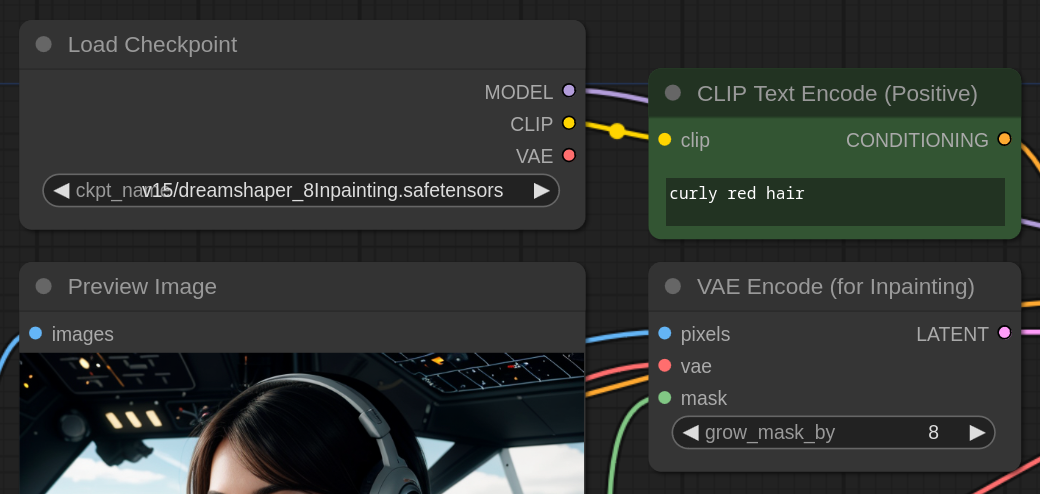 Load Checkpoint
MODEL
CLIP
VAE
ckpt_name v15/dreamshaper_8Inpainting.safetensors
CLIP Text Encode (Positive)
clip CONDITIONING
curly red hair
Preview Image
images
VAE Encode (for Inpainting)
pixels LATENT
vae
mask
grow_mask_by 8